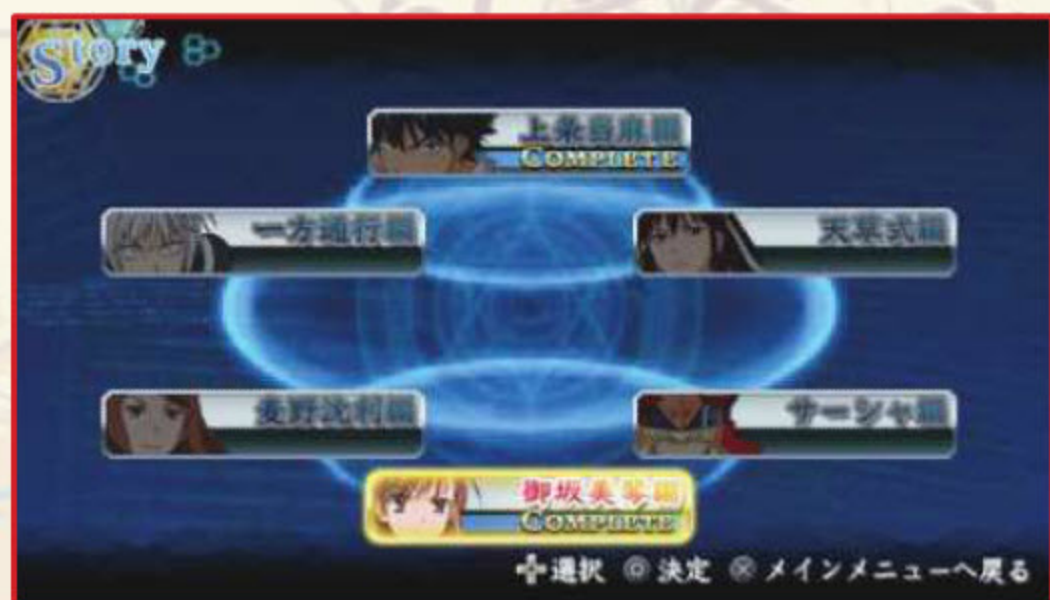 Story
上条当麻編
COMPLETE
一方通行編
天草式編
麦野沈利編
サーシャ編
御坂美琴編
COMPLETE
選択 決定 メインメニューへ戻る